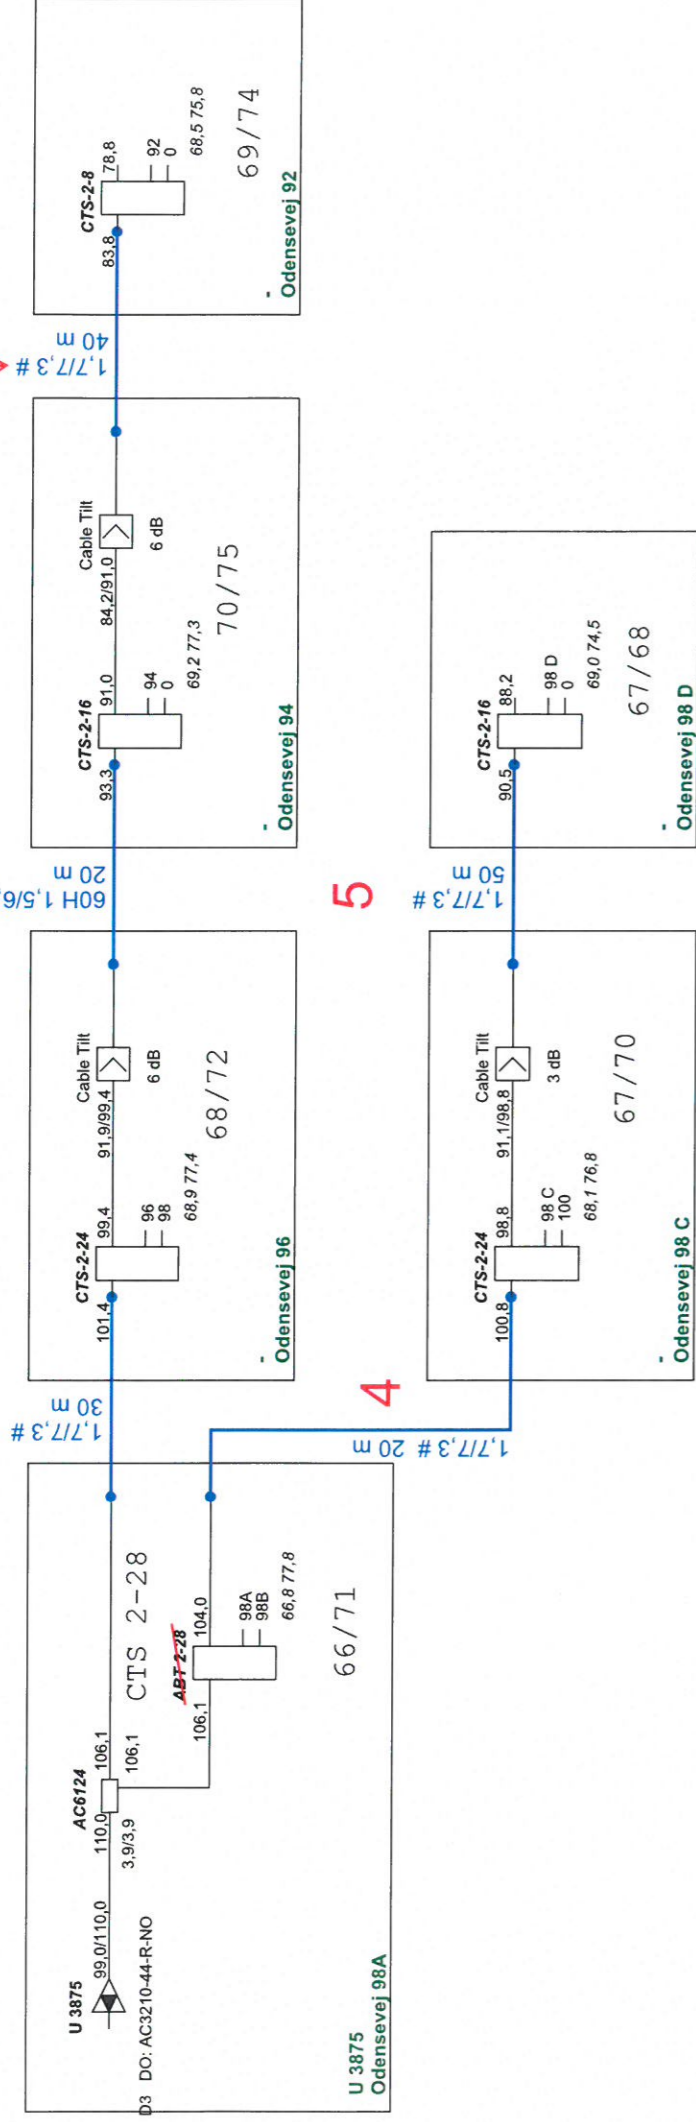 U 3875
99,0/110,0
D3 DO: AC3210-44-R-NO
AC6124
110,0
106,1
3,9/3,9
106,1
CTS 2-28
ABT 2-28
106,1
104,0
98A
98B
66,8 77,8
66/71
U 3875
Odensevej 98A
1,7/7,3 #
30 m
1,7/7,3 # 20 m
4
101,4
CTS-2-24
99,4
96
98
68,9 77,4
91,9/99,4
Cable Tilt
6 dB
68/72
-
Odensevej 96
60H 1,5/6,
20 m
93,3
CTS-2-16
91,0
94
0
69,2 77,3
84,2/91,0
Cable Tilt
6 dB
70/75
-
Odensevej 94
1,7/7,3 #
40 m
83,8
CTS-2-8
78,8
92
0
68,5 75,8
69/74
-
Odensevej 92
100,8
CTS-2-24
98,8
98 C
100
68,1 76,8
91,1/98,8
Cable Tilt
3 dB
67/70
-
Odensevej 98 C
5
1,7/7,3 #
50 m
90,5
CTS-2-16
88,2
98 D
0
69,0 74,5
67/68
-
Odensevej 98 D